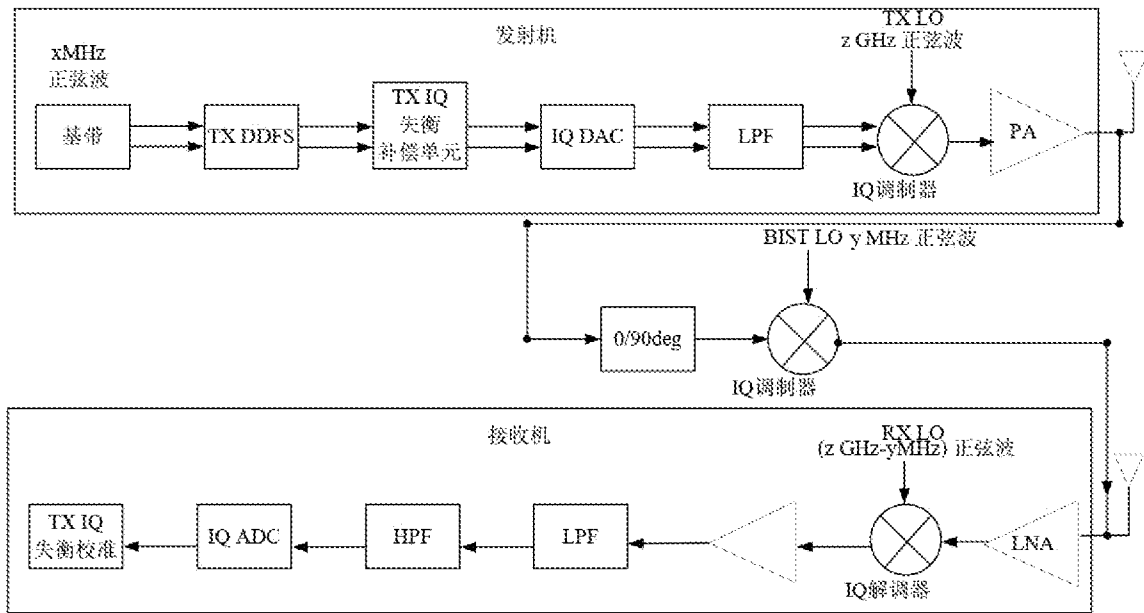 发射机
TX LO
z GHz 正弦波
xMHz
正弦波
基带
TX DDFS
TX IQ
失衡
补偿单元
IQ DAC
LPF
IQ调制器
PA
BIST LO y MHz 正弦波
0/90deg
IQ调制器
接收机
RX LO
(z GHz-yMHz) 正弦波
TX IQ
失衡校准
IQ ADC
HPF
LPF
IQ解调器
LNA